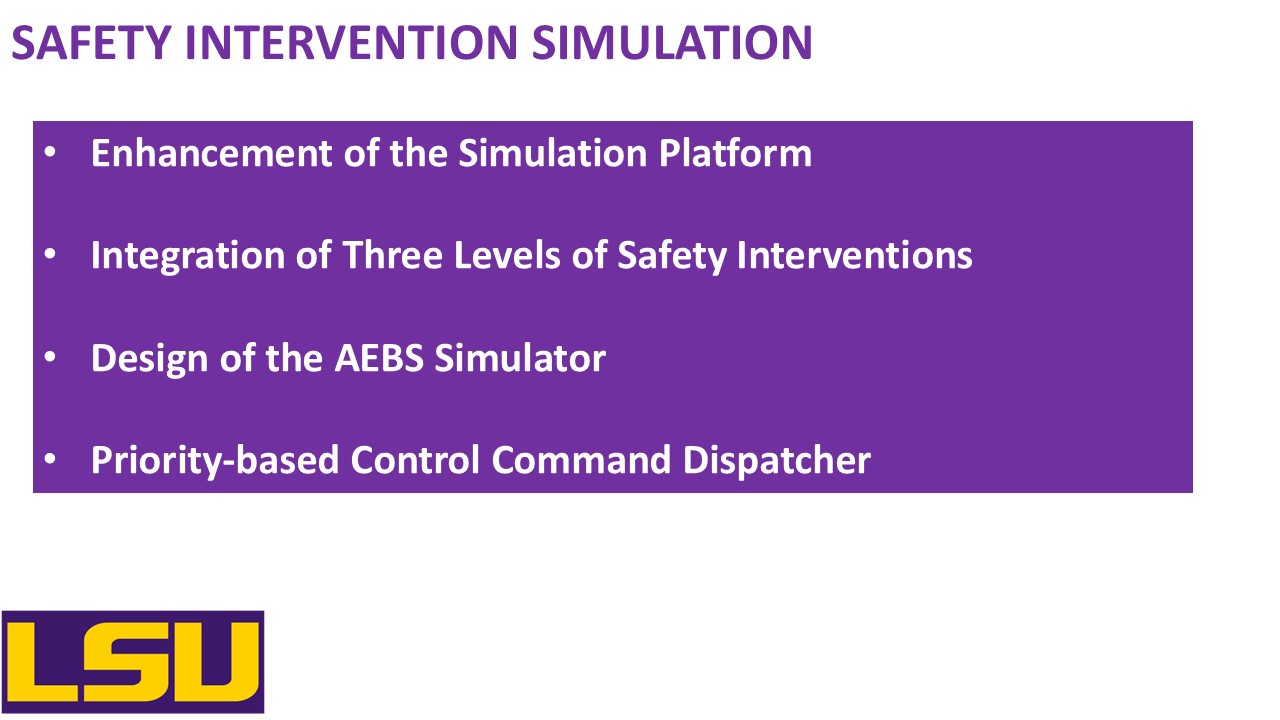 SAFETY INTERVENTION SIMULATION
• Enhancement of the Simulation Platform
• Integration of Three Levels of Safety Interventions
• Design of the AEBS Simulator
• Priority-based Control Command Dispatcher
LSU